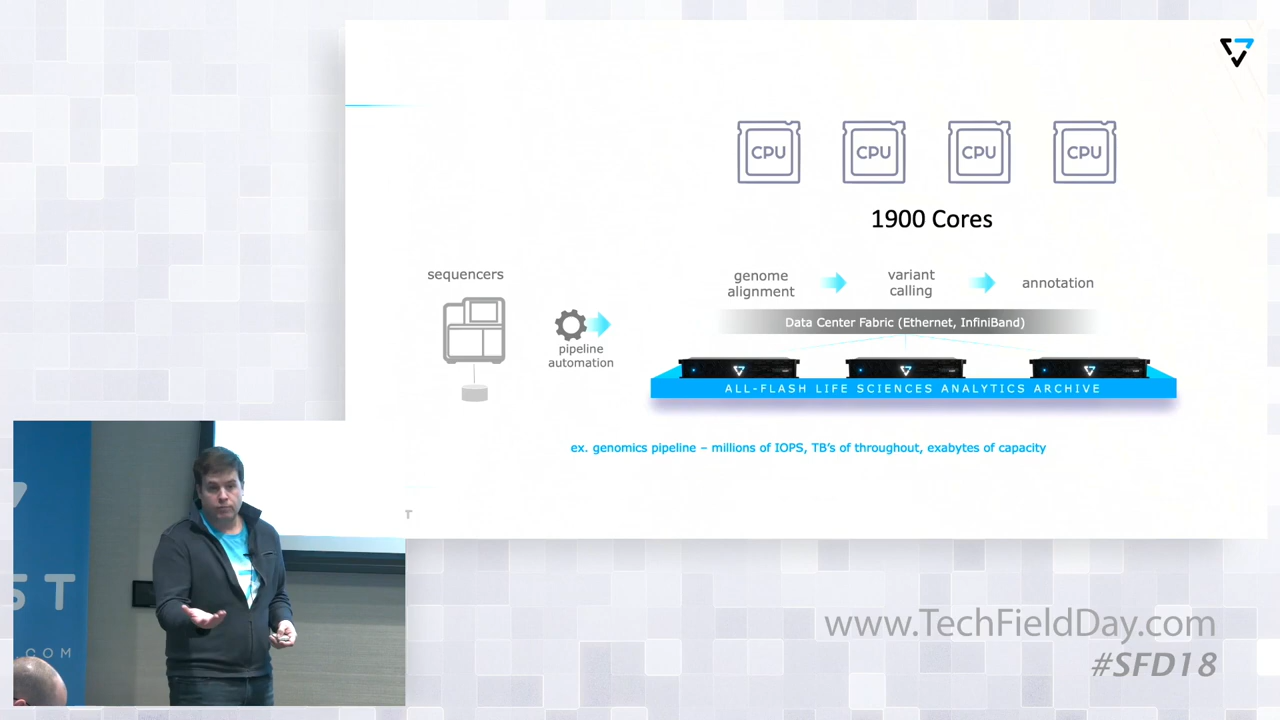 CPU CPU CPU CPU
1900 Cores
sequencers
genome
alignment
variant
calling
annotation
Data Center Fabric (Ethernet, InfiniBand)
pipeline
automation
ALL-FLASH LIFE SCIENCES ANALYTICS ARCHIVE
ex. genomics pipeline – millions of IOPS, TB's of throughout, exabytes of capacity
T
ST
.COM
www.TechFieldDay.com
#SFD18